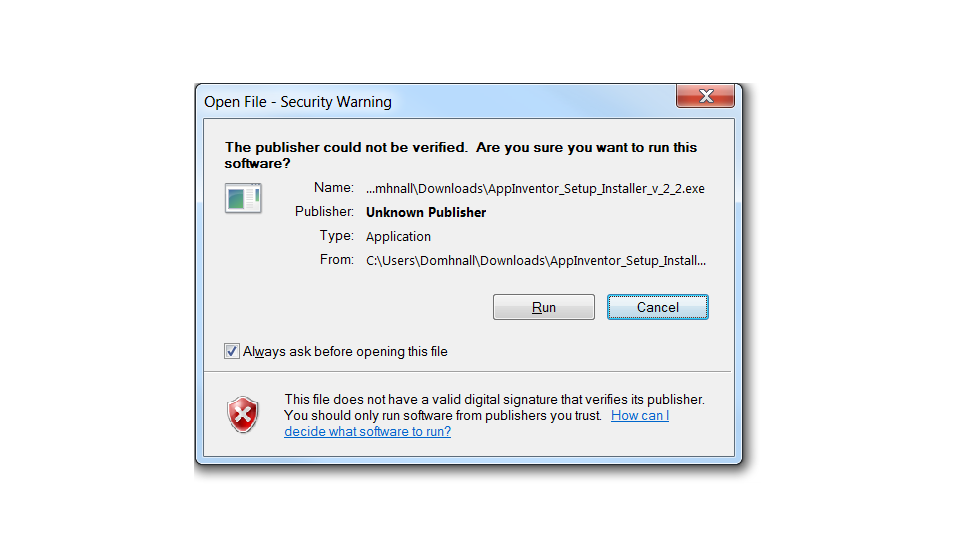 Open File - Security Warning
The publisher could not be verified.  Are you sure you want to run this
software?
Name: ...mhnall\Downloads\AppInventor_Setup_Installer_v_2_2.exe
Publisher: Unknown Publisher
Type: Application
From: C:\Users\Domhnall\Downloads\AppInventor_Setup_Install...
Run Cancel
Always ask before opening this file
This file does not have a valid digital signature that verifies its publisher.
You should only run software from publishers you trust.  How can I
decide what software to run?